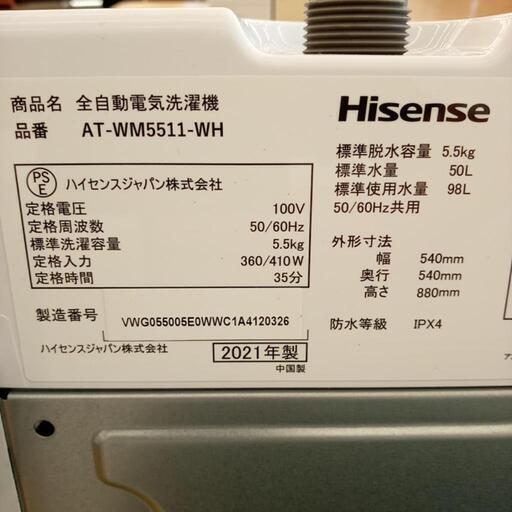 商品名 全自動電気洗濯機
品番 AT-WM5511-WH
PS
E
ハイセンスジャパン株式会社
定格電圧 100V
定格周波数 50/60Hz
標準洗濯容量 5.5kg
定格入力 360/410W
定格時間 35分
製造番号 VWG055005E0WWC1A4120326
ハイセンスジャパン株式会社
2021年製
中国製
Hisense
標準脱水容量 5.5kg
標準水量 50L
標準使用水量 98L
50/60Hz共用
外形寸法
幅 540mm
奥行 540mm
高さ 880mm
防水等級 IPX4